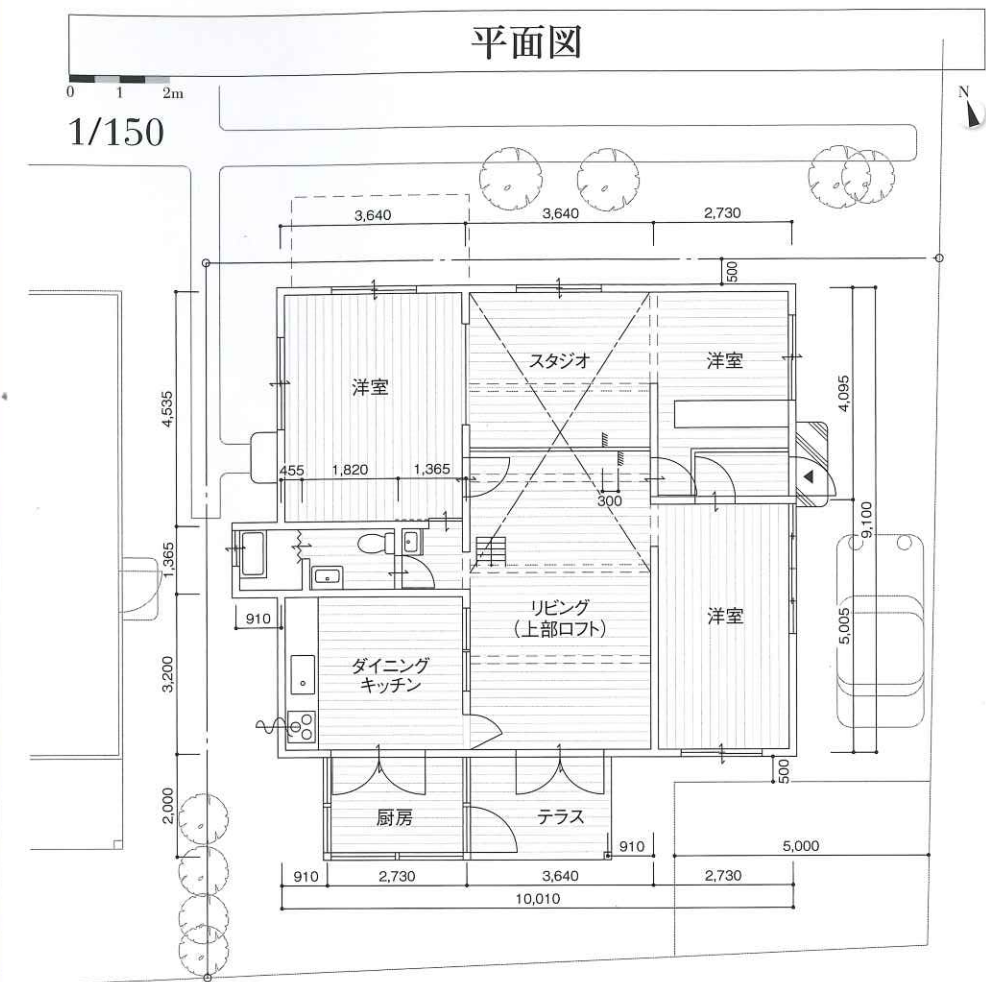 平面図
0 1 2m
1/150
N
3,640 3,640 2,730
500
スタジオ
洋室
洋室
4,535
4,095
455 1,820 1,365
300
9,100
1,365
910
リビング
(上部ロフト)
洋室
5,005
ダイニング
キッチン
3,200
500
2,000
厨房
テラス
910
5,000
910 2,730 3,640 2,730
10,010